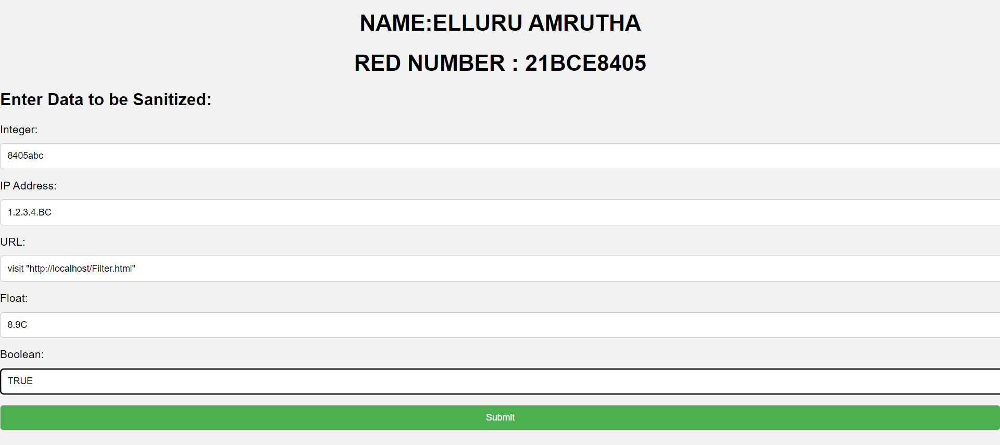 NAME:ELLURU AMRUTHA
RED NUMBER : 21BCE8405
Enter Data to be Sanitized:
Integer:
8405abc
IP Address:
1.2.3.4.BC
URL:
visit "http://localhost/Filter.html"
Float:
8.9C
Boolean:
TRUE
Submit